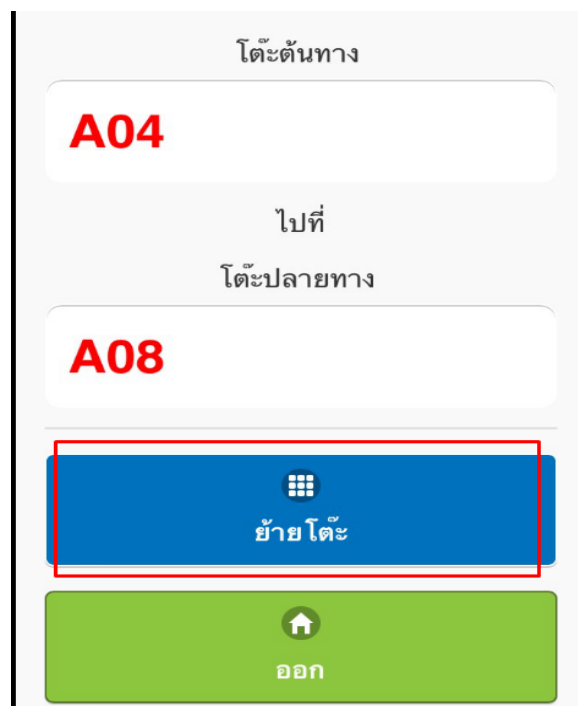 โต๊ะต้นทาง
A04
ไปที่
โต๊ะปลายทาง
A08
ย้ายโต๊ะ
ออก